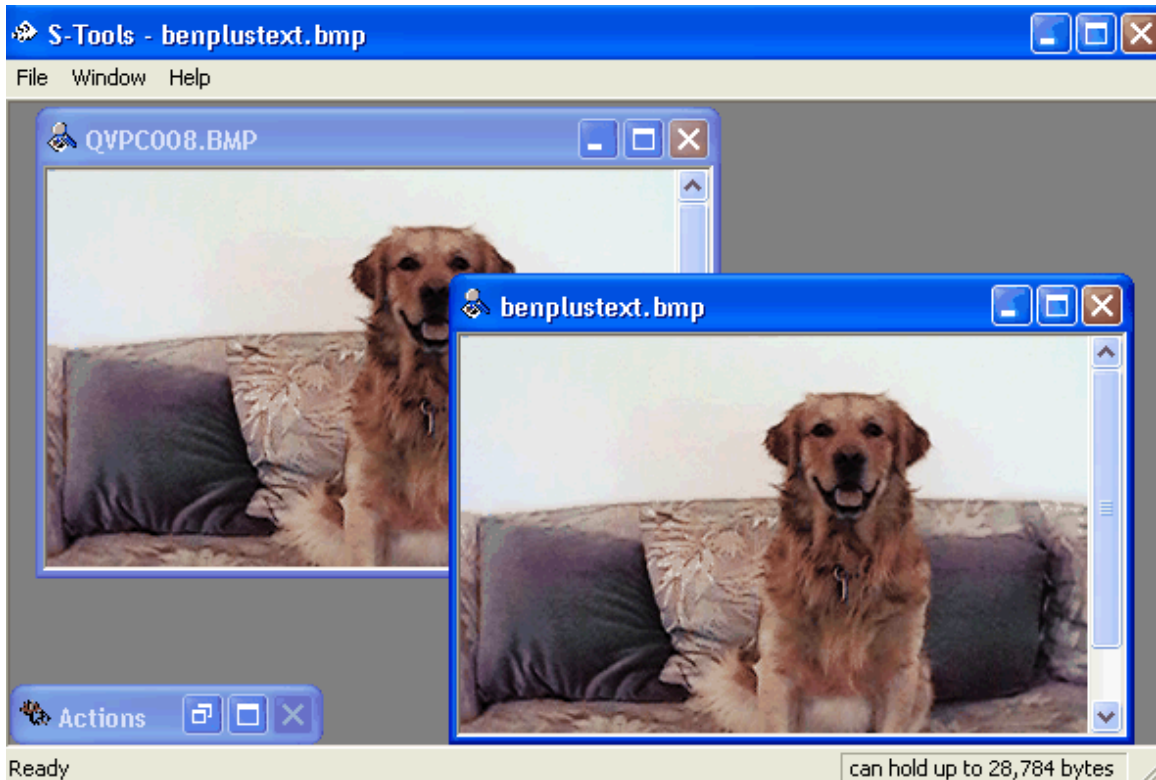 S-Tools - benplustext.bmp
File Window Help
QVPC008.BMP
benplustext.bmp
Actions
Ready
can hold up to 28,784 bytes